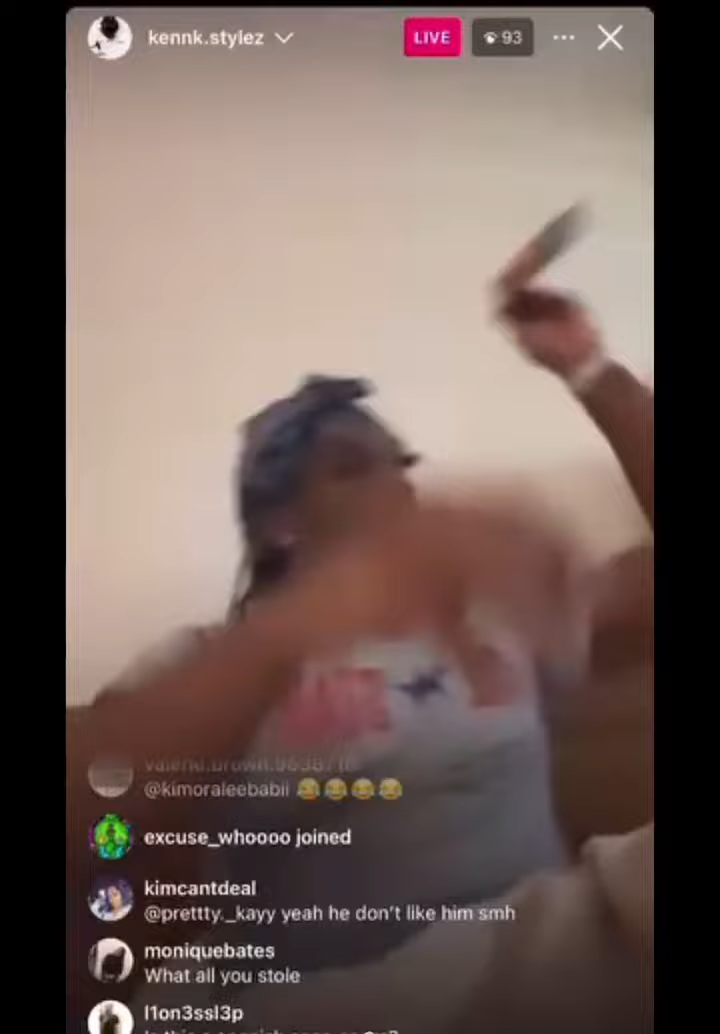 kennk.stylez
LIVE
93
@kimoraleebabii 😂😂😂😂
excuse_whoooo joined
kimcantdeal
@prettty._kayy yeah he don't like him smh
moniquebates
What all you stole
l1on3ssl3p